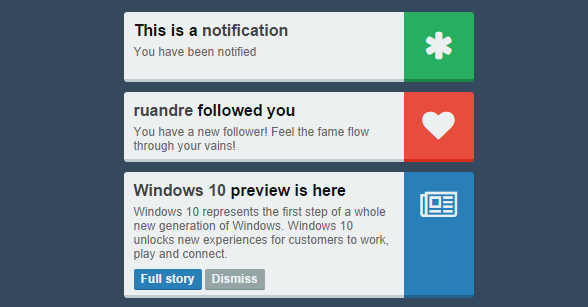 This is a notification
You have been notified
ruandre followed you
You have a new follower! Feel the fame flow
through your vains!
Windows 10 preview is here
Windows 10 represents the first step of a whole
new generation of Windows. Windows 10
unlocks new experiences for customers to work,
play and connect.
Full story Dismiss